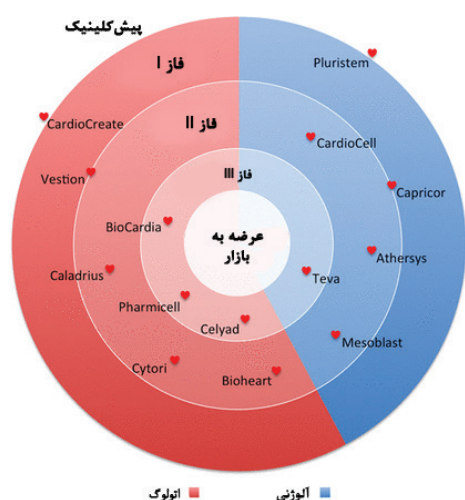 پیش‌کلینیک
فاز I
Pluristem
فاز II
CardioCreate
CardioCell
فاز III
Vestion
Capricor
BioCardia
عرضه به
بازار
Athersys
Caladrius
Teva
Pharmicell
Celyad
Mesoblast
Cytori
Bioheart
آلوژنی
اتولوگ